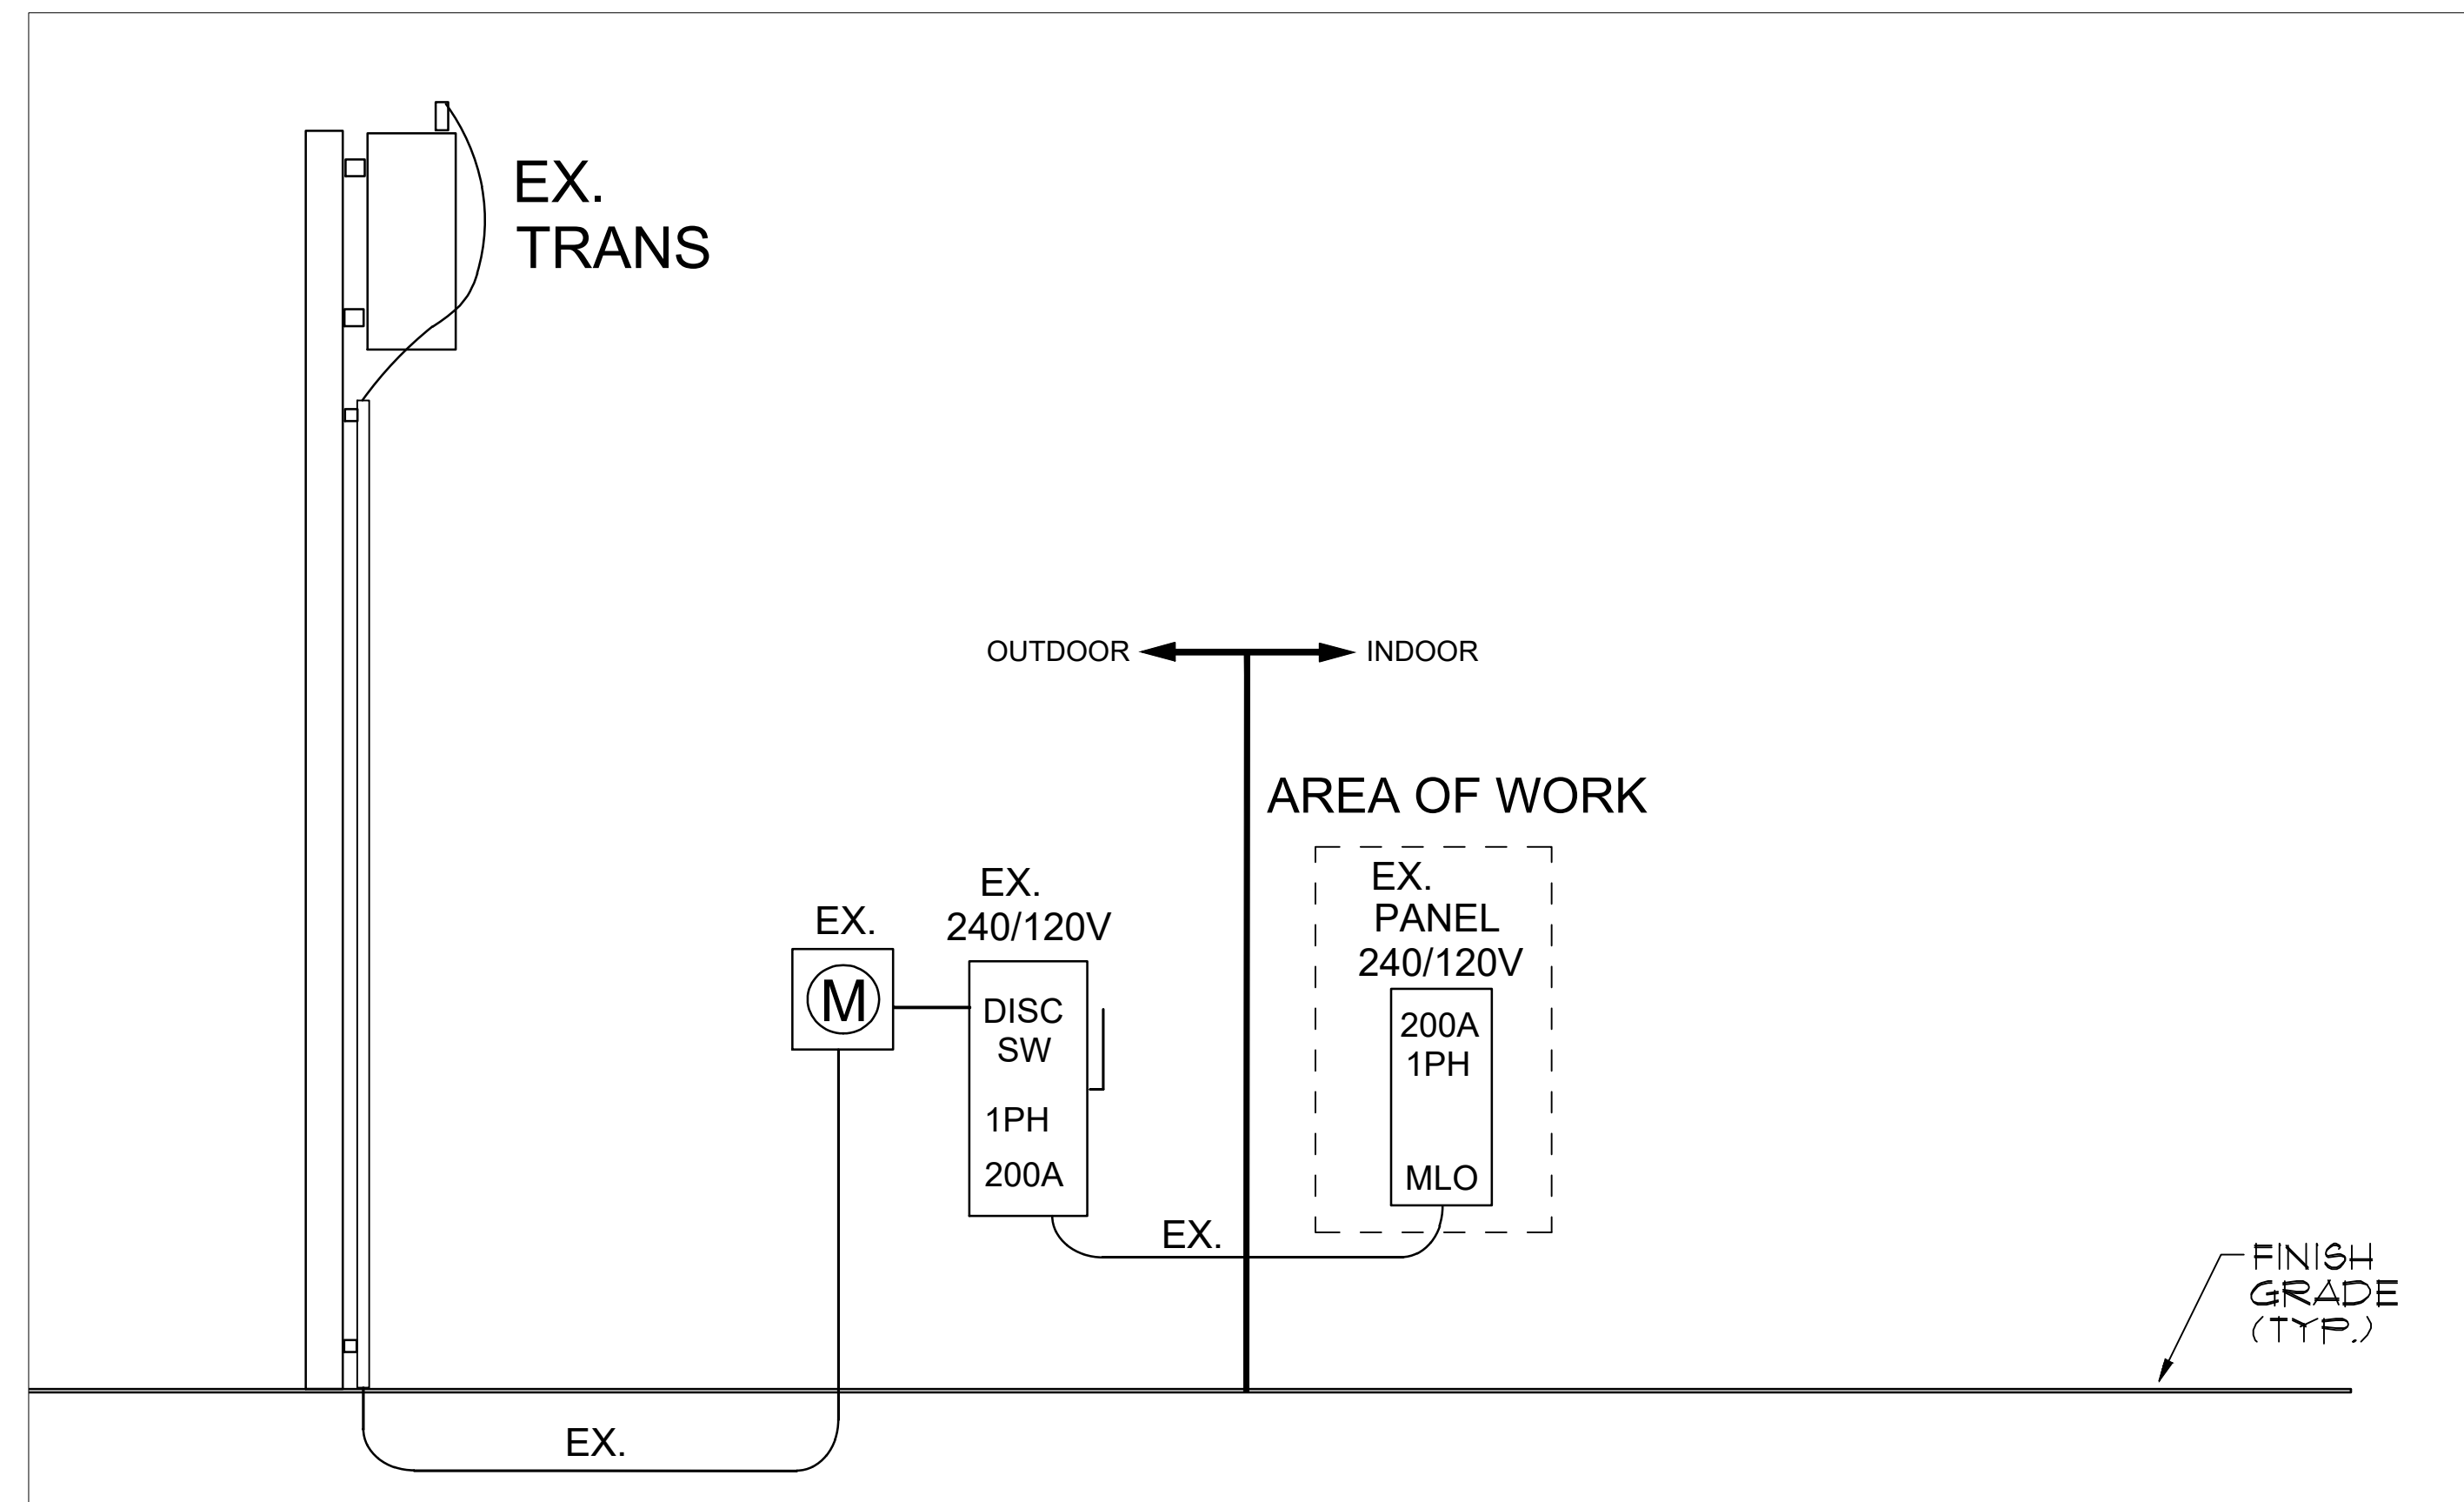 EX.
TRANS
OUTDOOR
INDOOR
AREA OF WORK
EX.
M
EX.
240/120V
DISC
SW
1PH
200A
EX.
PANEL
240/120V
200A
1PH
MLO
EX.
FINISH
GRADE
(TYP.)
EX.